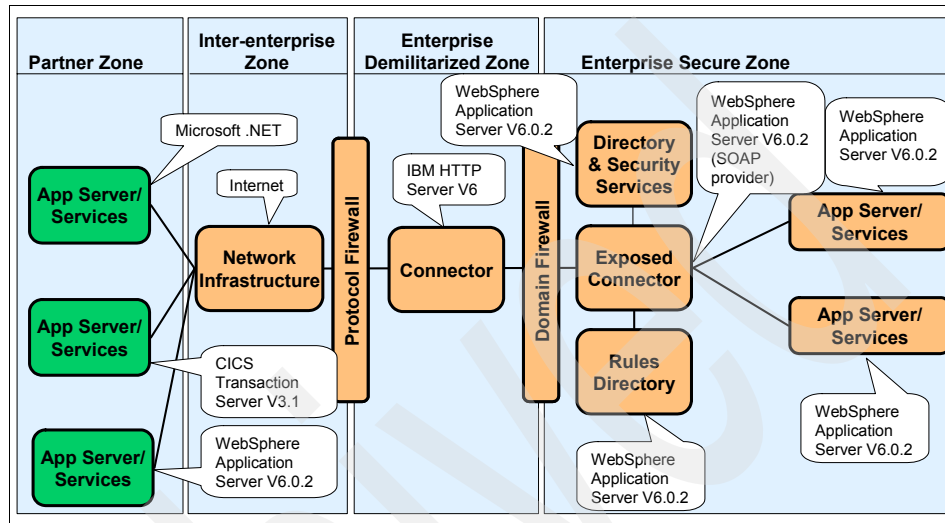 Partner Zone
Inter-enterprise
Zone
Enterprise
Demilitarized Zone
Enterprise Secure Zone
Microsoft .NET
Internet
IBM HTTP
Server V6
WebSphere
Application
Server V6.0.2
WebSphere
Application
Server V6.0.2
(SOAP
provider)
WebSphere
Application
Server V6.0.2
App Server/
Services
Network
Infrastructure
Protocol Firewall
Connector
Domain Firewall
Directory
& Security
Services
Exposed
Connector
App Server/
Services
App Server/
Services
App Server/
Services
Rules
Directory
CICS
Transaction
Server V3.1
App Server/
Services
WebSphere
Application
Server V6.0.2
WebSphere
Application
Server V6.0.2
WebSphere
Application
Server V6.0.2